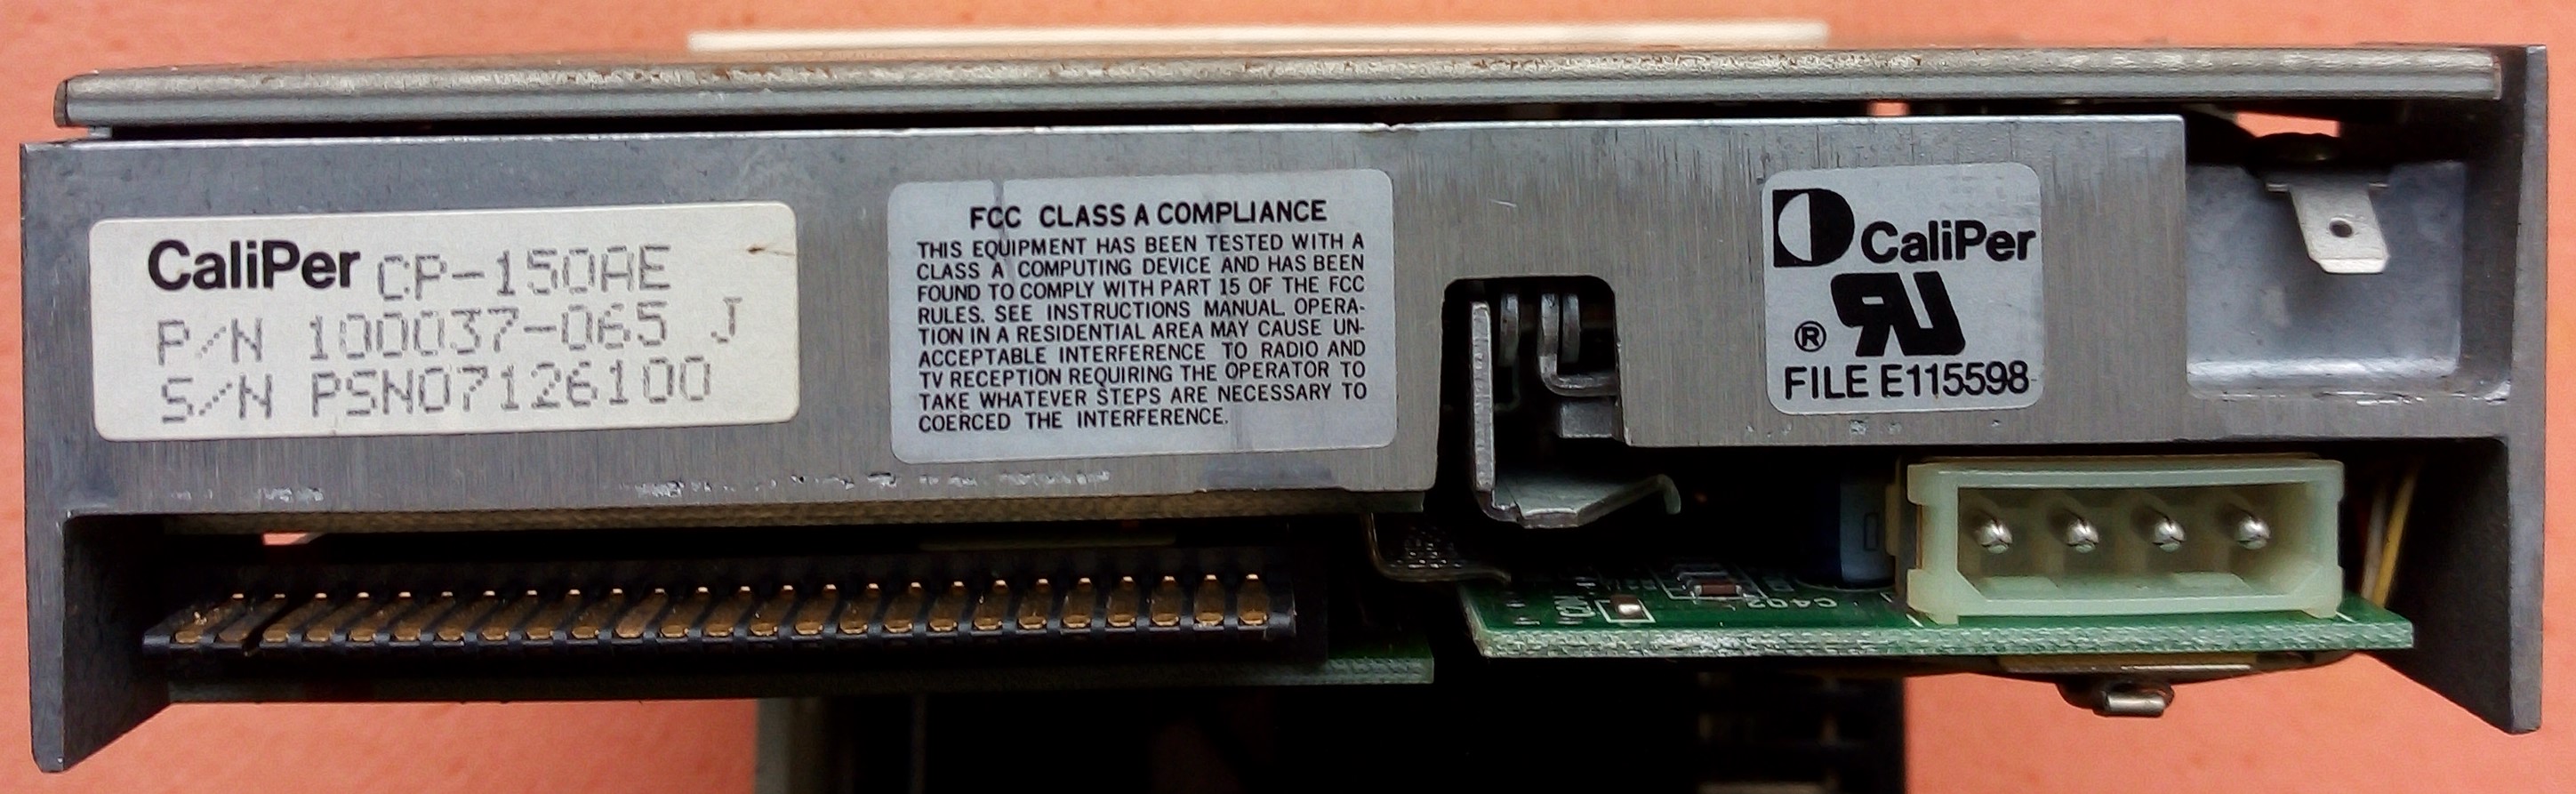 CaliPer CP-150AE
P/N 100037-065 J
S/N PSN07126100
FCC CLASS A COMPLIANCE
THIS EQUIPMENT HAS BEEN TESTED WITH A
CLASS A COMPUTING DEVICE AND HAS BEEN
FOUND TO COMPLY WITH PART 15 OF THE FCC
RULES. SEE INSTRUCTIONS MANUAL. OPERA-
TION IN A RESIDENTIAL AREA MAY CAUSE UN-
ACCEPTABLE INTERFERENCE TO RADIO AND
TV RECEPTION REQUIRING THE OPERATOR TO
TAKE WHATEVER STEPS ARE NECESSARY TO
COERCED THE INTERFERENCE.
CaliPer
RU
®
FILE E115598
C402